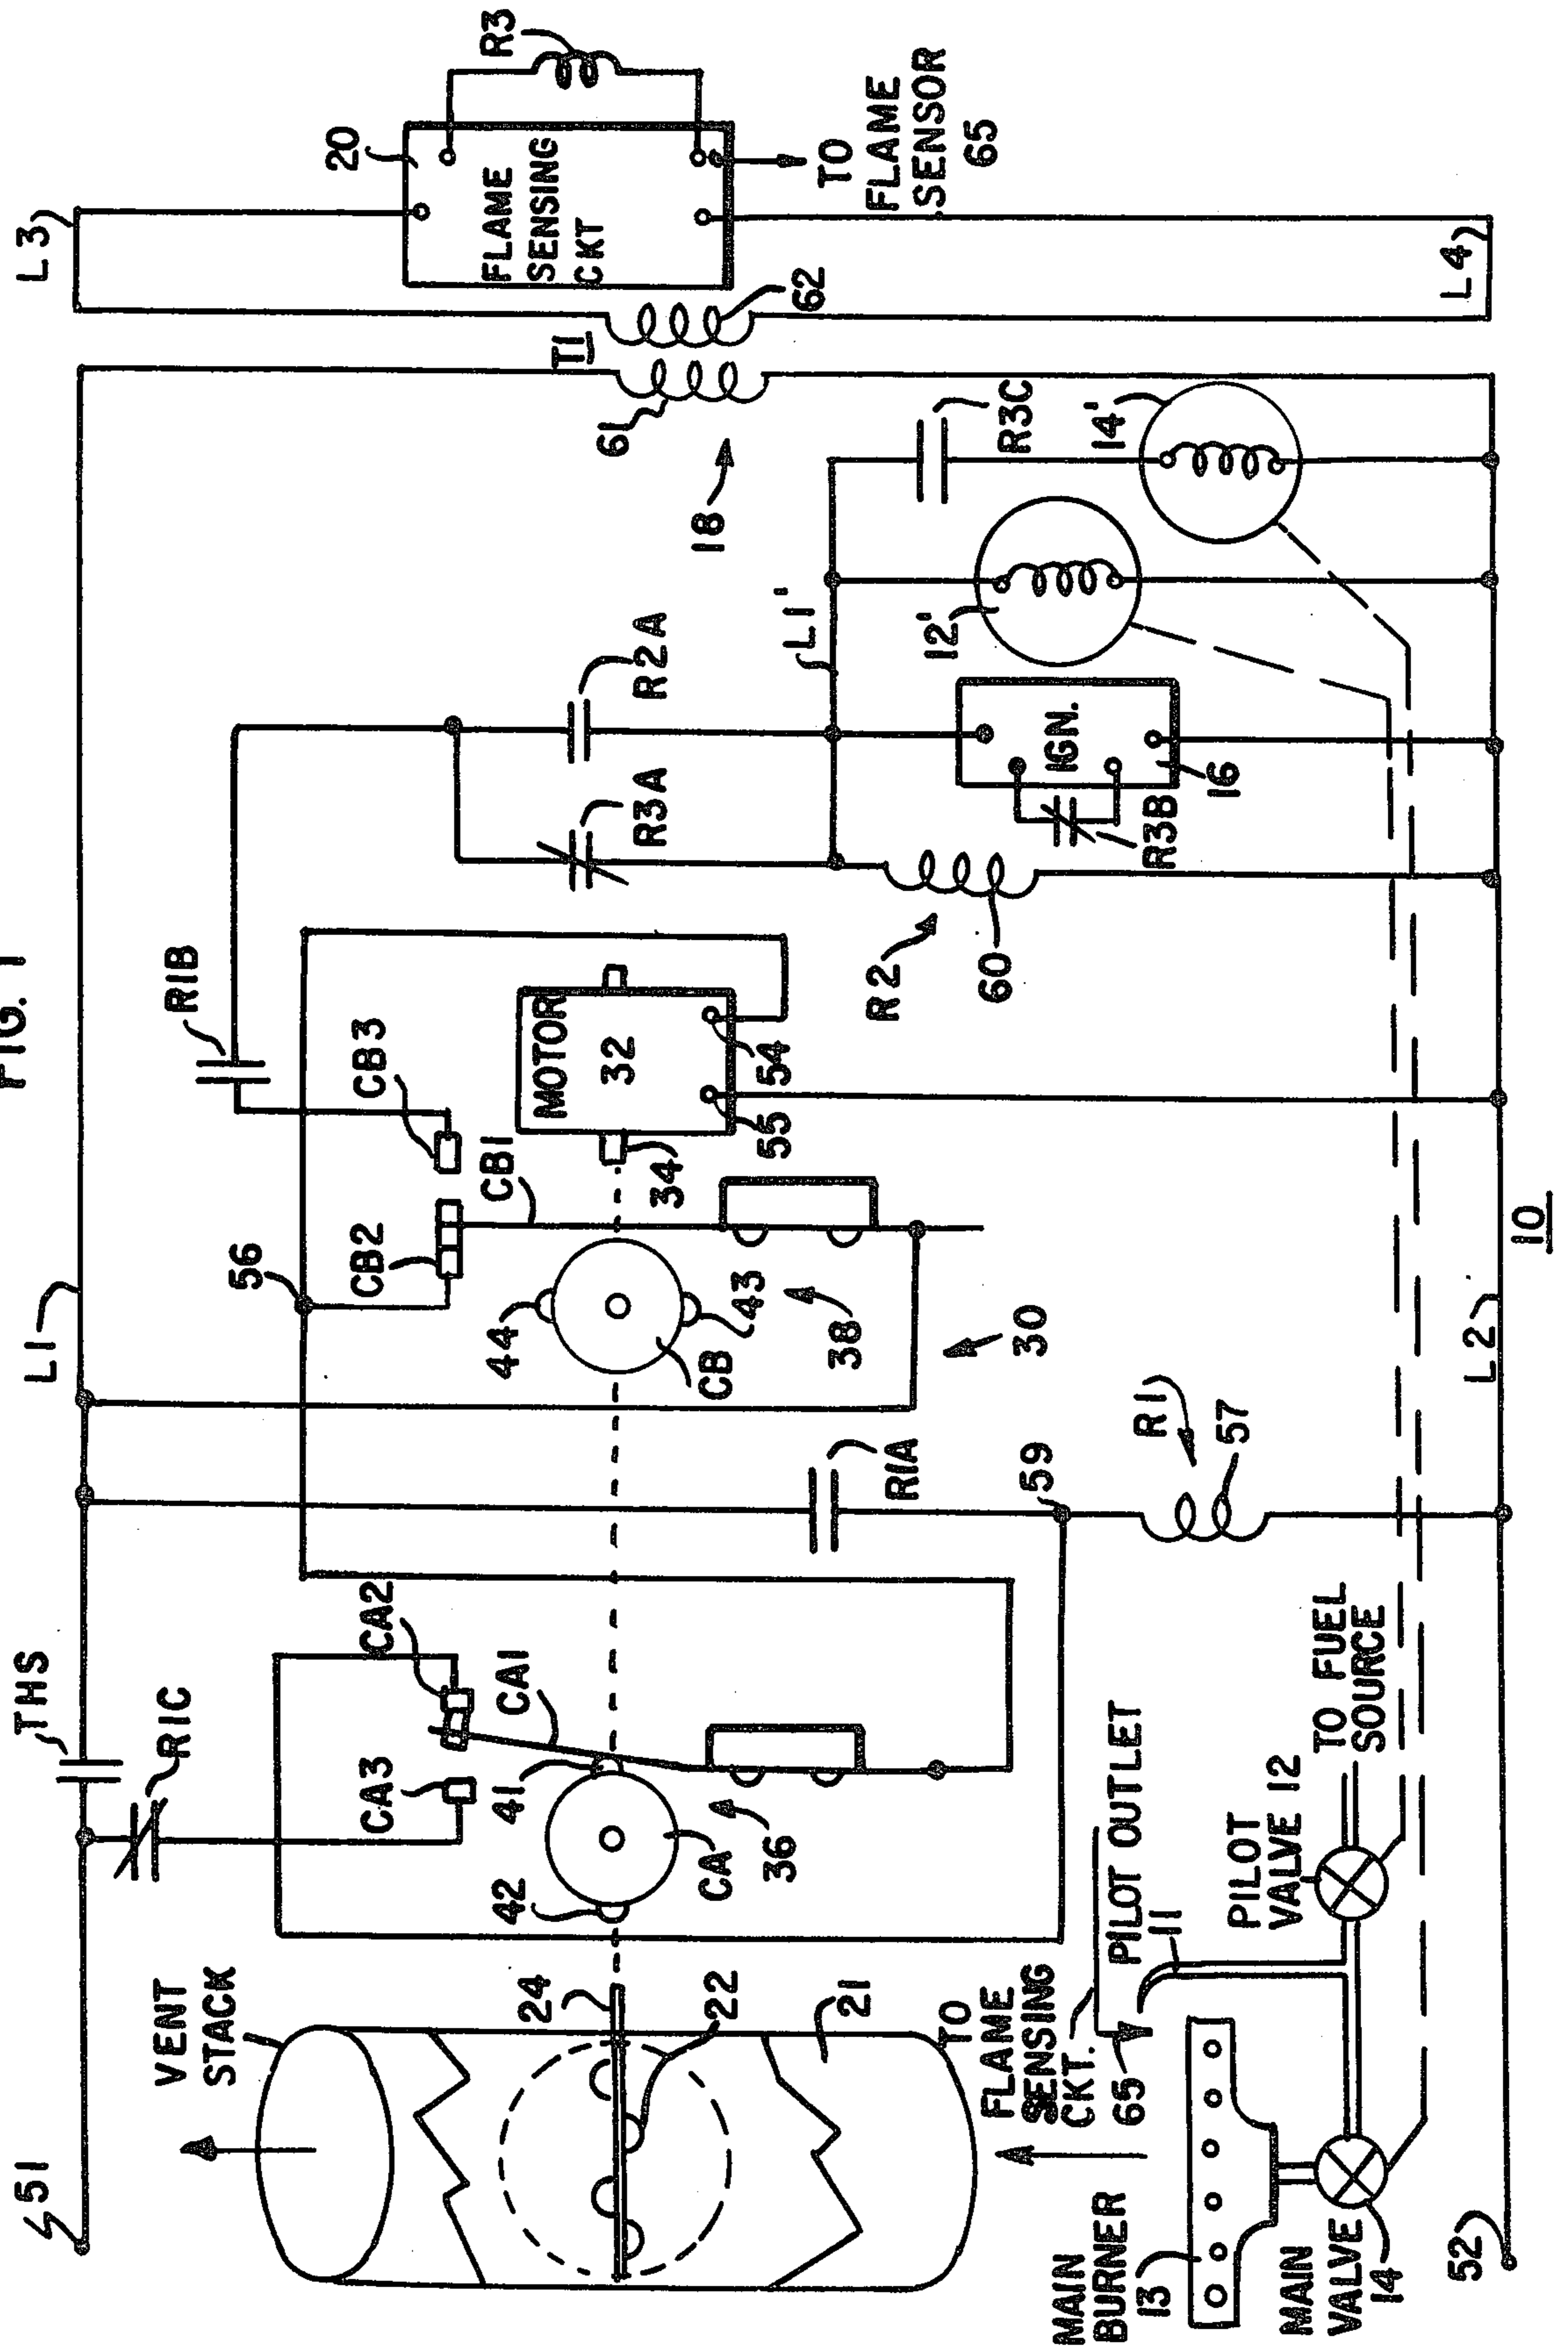 FIG. 1
51
L1
THS
R1C
VENT
STACK
CA3
CA2
CA1
41
42
CA
36
24
22
21
56
CB2
CB3
CB1
44
43
CB
38
30
34
MOTOR
32
54
55
R1B
R1A
59
R1
57
R3A
R2A
R2
60
L1'
IGN.
16
R3B
12'
14'
R3C
18
61
T1
62
L3
L4
20
FLAME
SENSING
CKT
R3
TO
FLAME
SENSOR
65
TO
FLAME
SENSING
CKT.
65
PILOT OUTLET
11
PILOT
VALVE 12
TO FUEL
SOURCE
MAIN
BURNER
13
MAIN
VALVE
14
52
L2
10